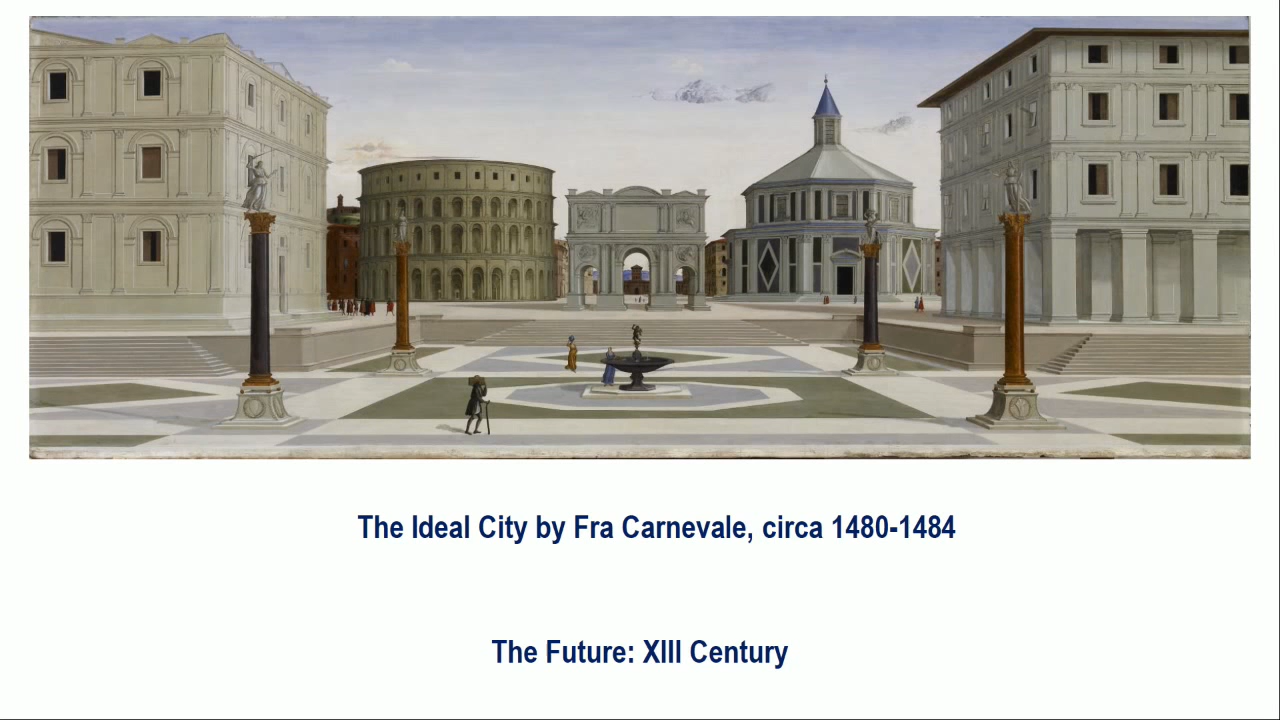 The Ideal City by Fra Carnevale, circa 1480-1484
The Future: XIII Century